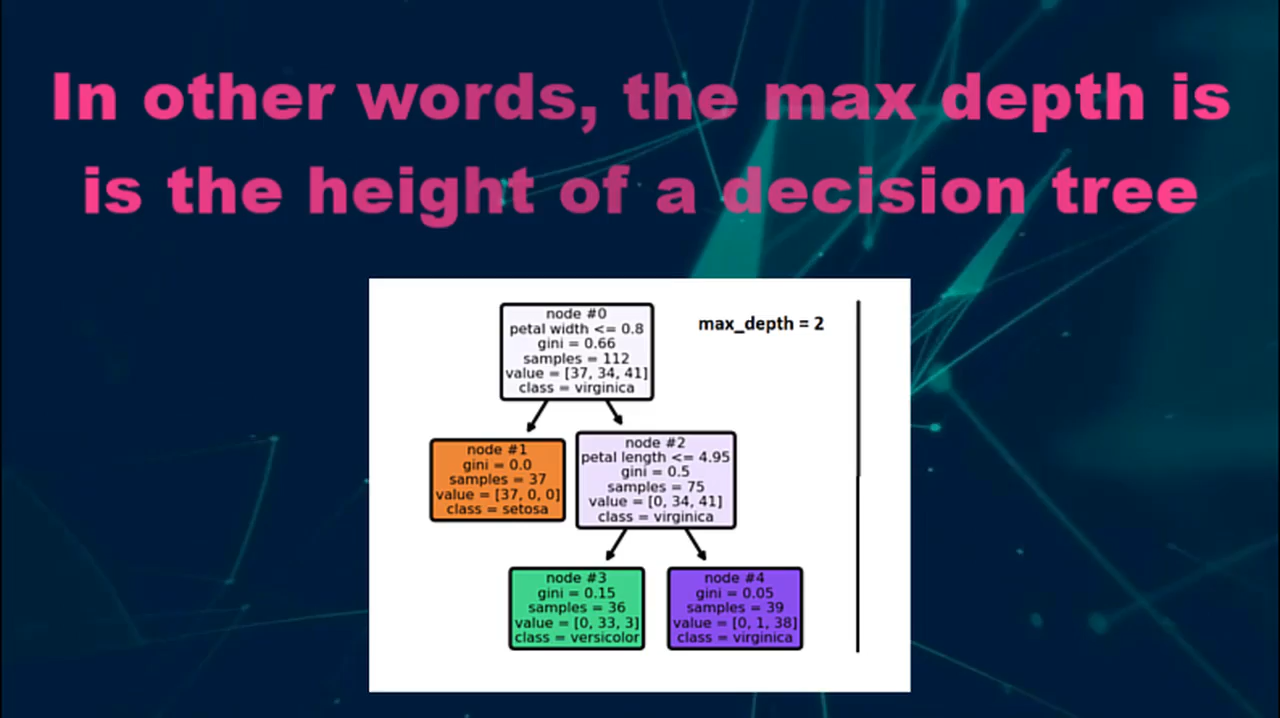 In other words, the max depth is
is the height of a decision tree
max_depth = 2
node #0
petal width <= 0.8
gini = 0.66
samples = 112
value = [37, 34, 41]
class = virginica
node #1
gini = 0.0
samples = 37
value = [37, 0, 0]
class = setosa
node #2
petal length <= 4.95
gini = 0.5
samples = 75
value = [0, 34, 41]
class = virginica
node #3
gini = 0.15
samples = 36
value = [0, 33, 3]
class = versicolor
node #4
gini = 0.05
samples = 39
value = [0, 1, 38]
class = virginica